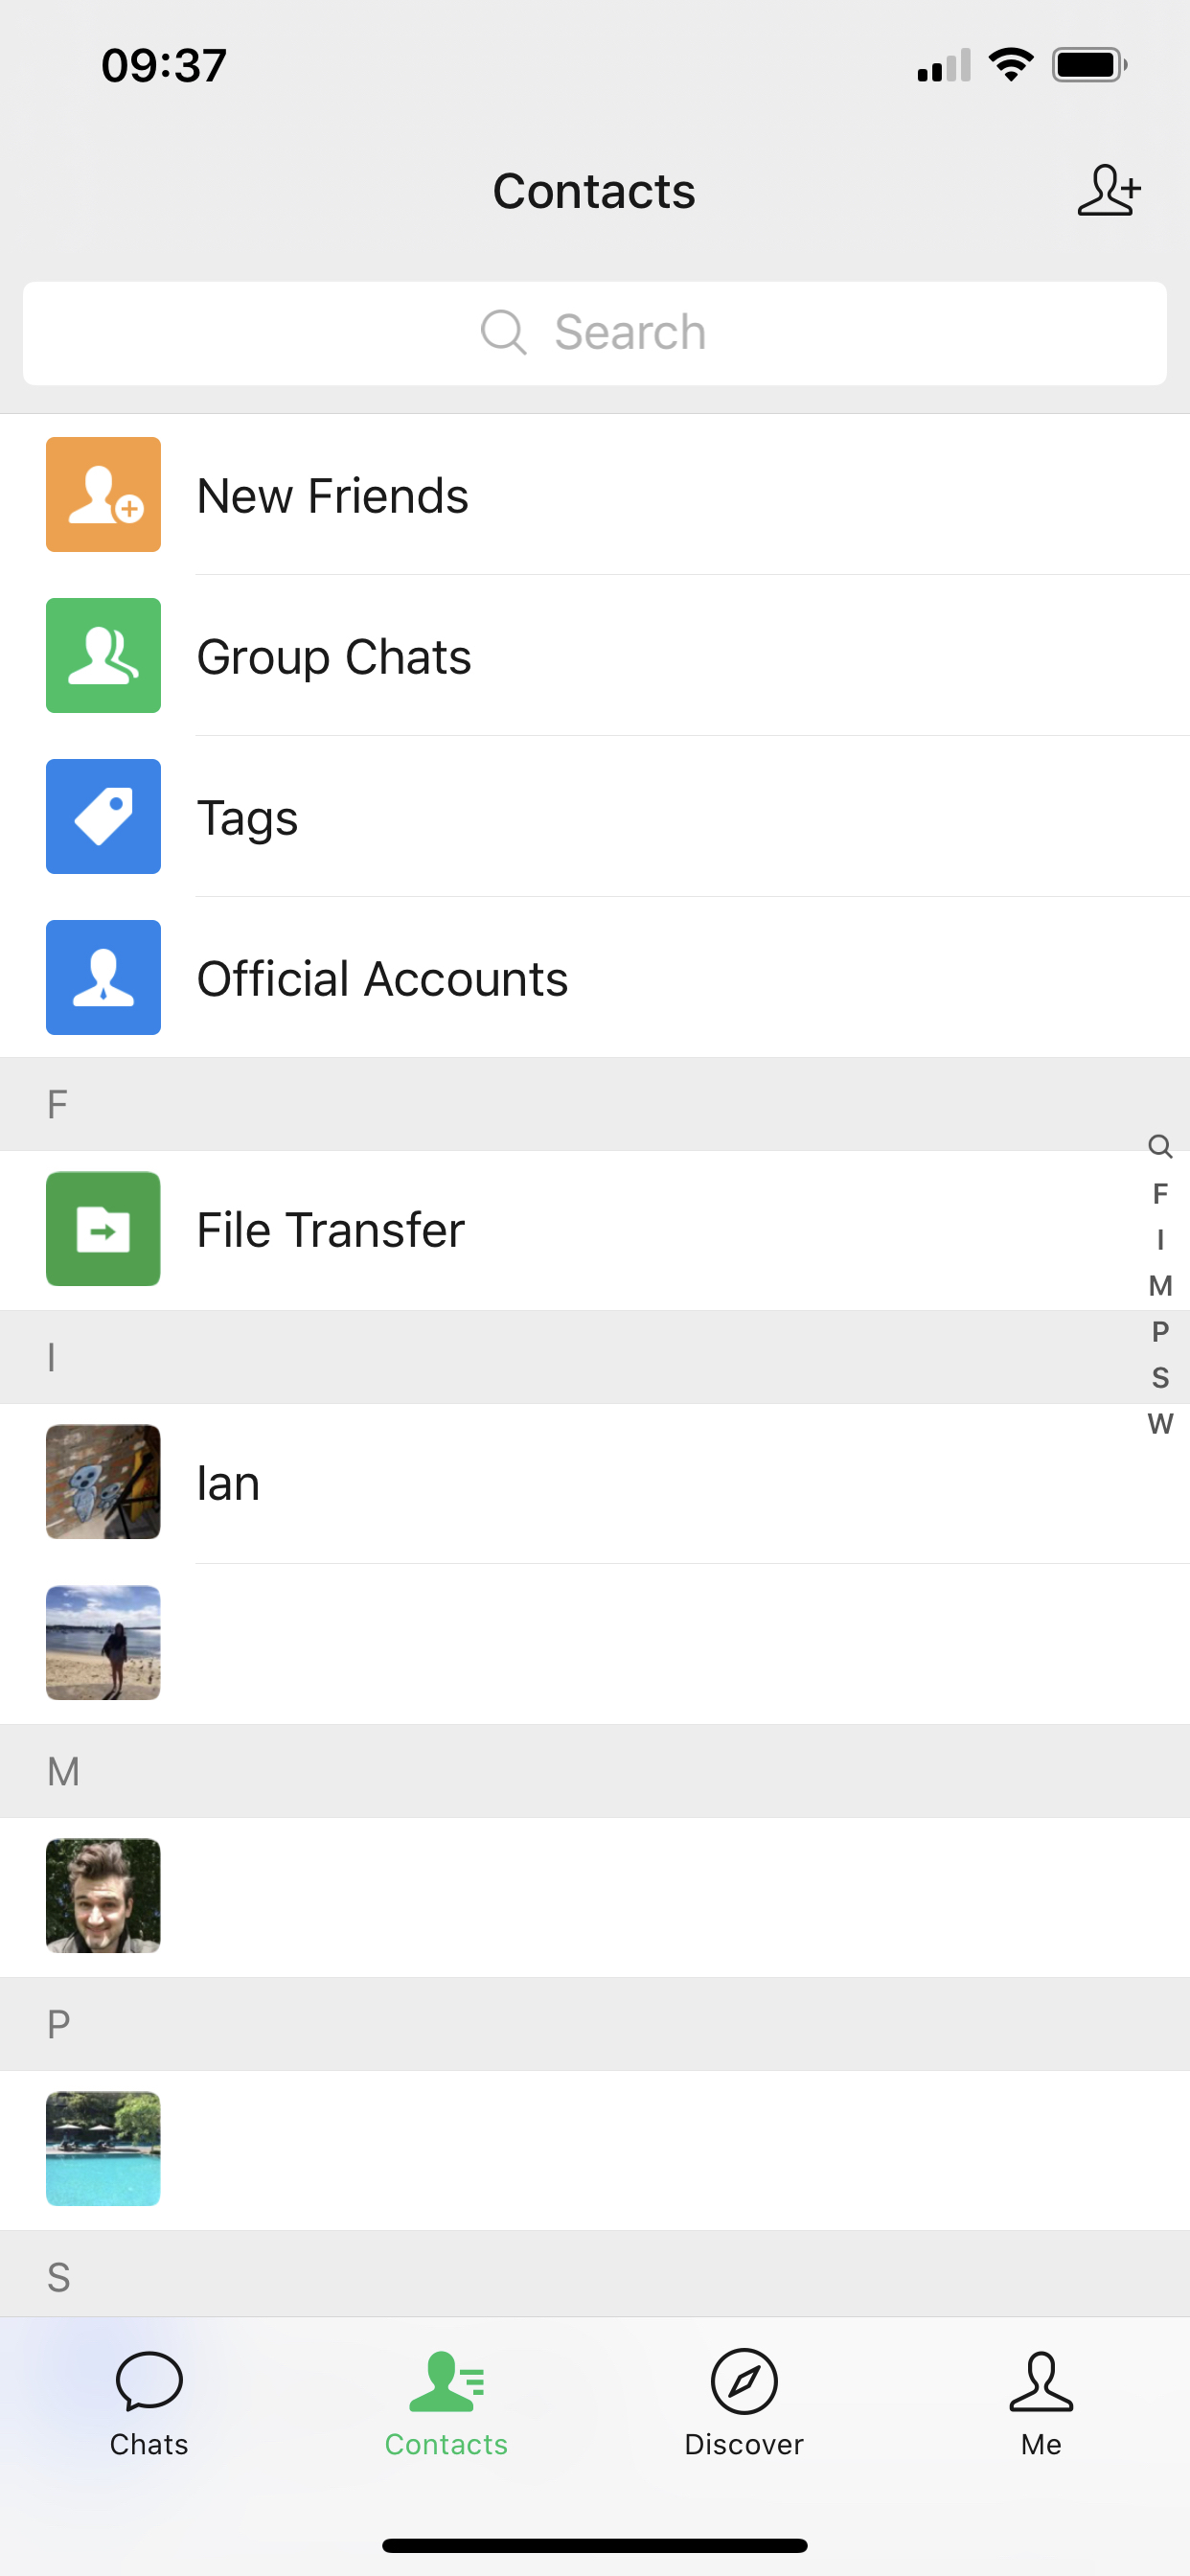 09:37
Contacts
Search
New Friends
Group Chats
Tags
Official Accounts
F
File Transfer
I
Ian
M
P
S
Q
F
I
M
P
S
W
Chats
Contacts
Discover
Me